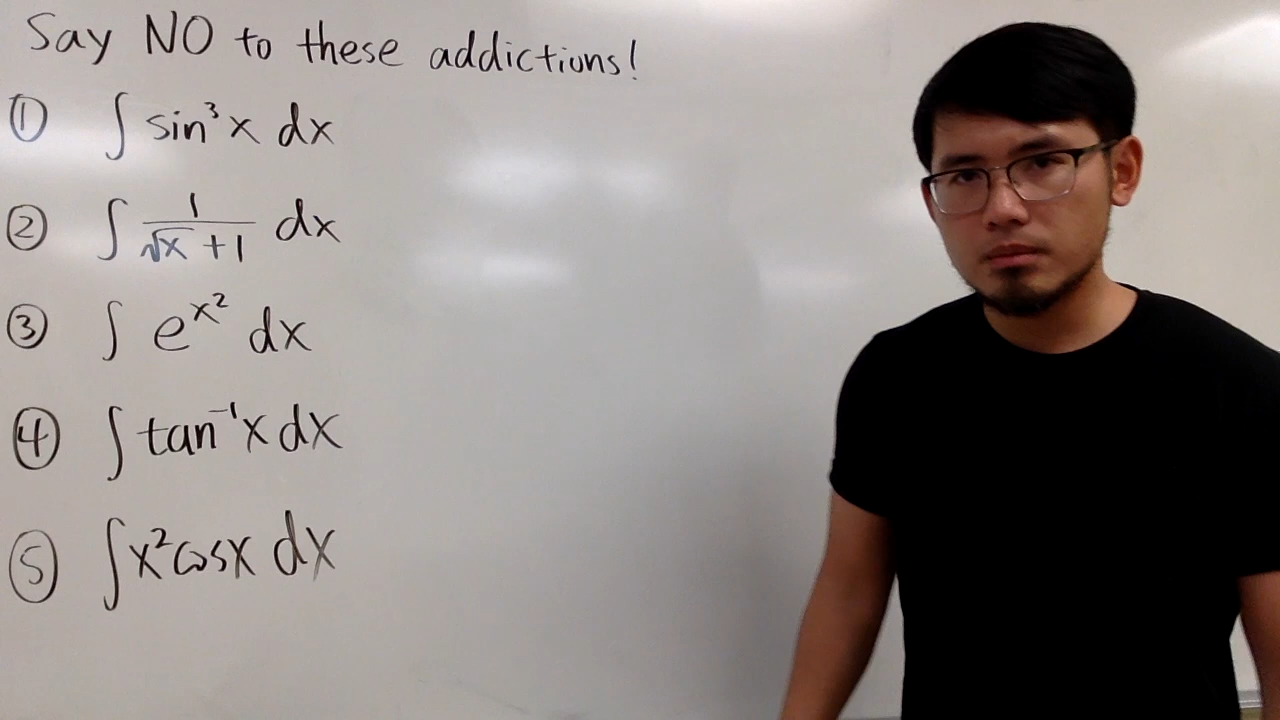 Say NO to these addictions!
① ∫ sin³x dx
② ∫ 1/(√x + 1) dx
③ ∫ e^(x²) dx
④ ∫ tan⁻¹x dx
⑤ ∫ x²cosx dx